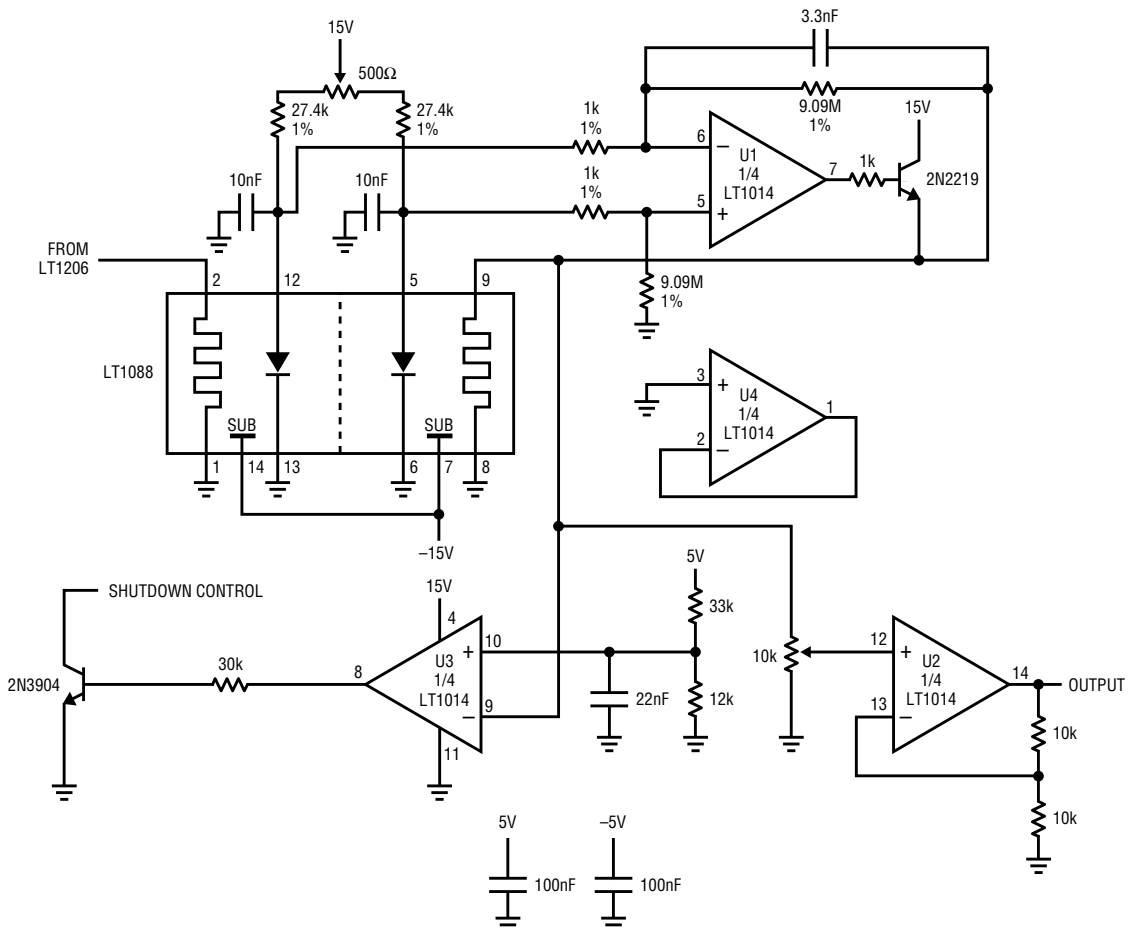 3.3nF
15V
500Ω
27.4k
1%
27.4k
1%
9.09M
1%
15V
1k
1%
6
−
U1
1/4
LT1014
7
1k
2N2219
10nF
10nF
1k
1%
5
+
FROM
LT1206
2
12
5
9
9.09M
1%
LT1088
SUB
SUB
1
14
13
6
7
8
3
+
U4
1/4
LT1014
1
2
−
–15V
15V
5V
SHUTDOWN CONTROL
4
33k
10
+
U3
1/4
LT1014
8
30k
2N3904
9
−
11
22nF
12k
10k
12
+
U2
1/4
LT1014
14
OUTPUT
13
−
10k
10k
5V
–5V
100nF
100nF